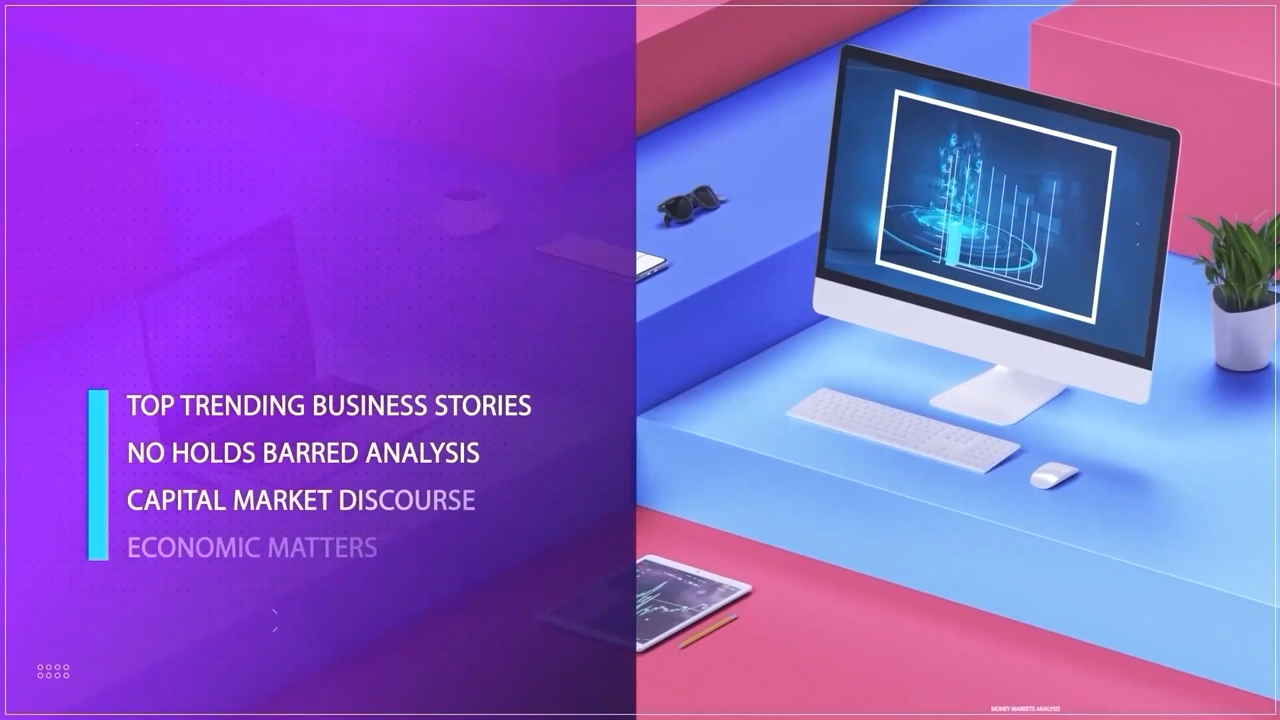 TOP TRENDING BUSINESS STORIES
NO HOLDS BARRED ANALYSIS
CAPITAL MARKET DISCOURSE
ECONOMIC MATTERS
MONEY MARKETS ANALYSIS